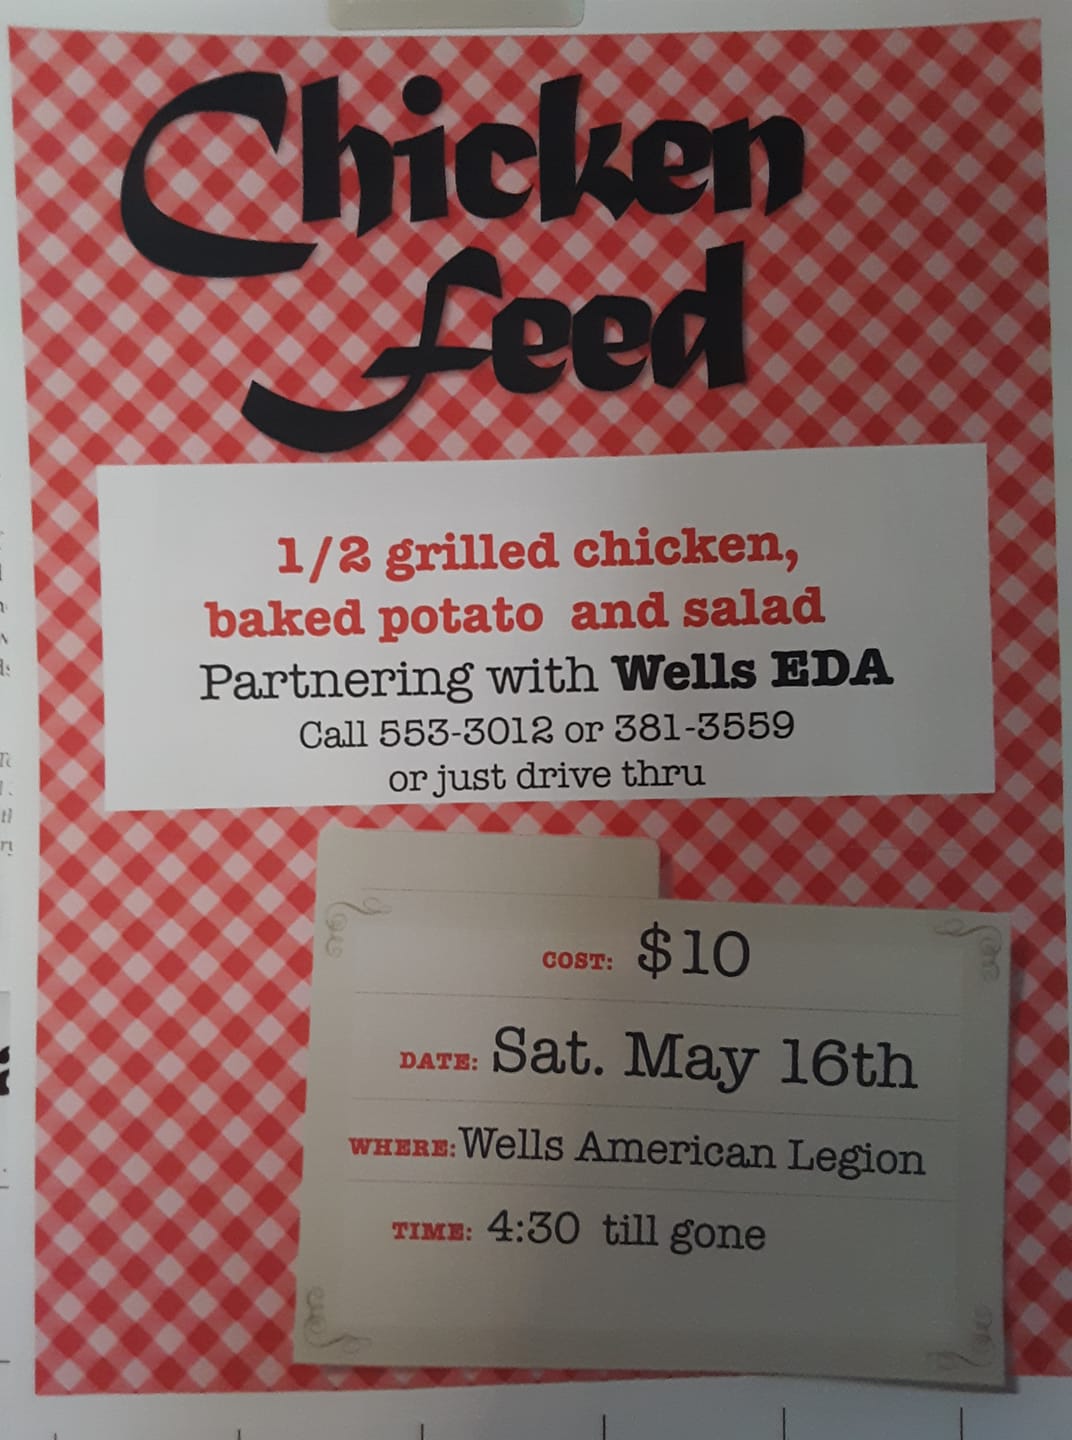 Chicken
feed
1/2 grilled chicken,
baked potato and salad
Partnering with Wells EDA
Call 553-3012 or 381-3559
or just drive thru
COST: $10
DATE: Sat. May 16th
WHERE: Wells American Legion
TIME: 4:30 till gone